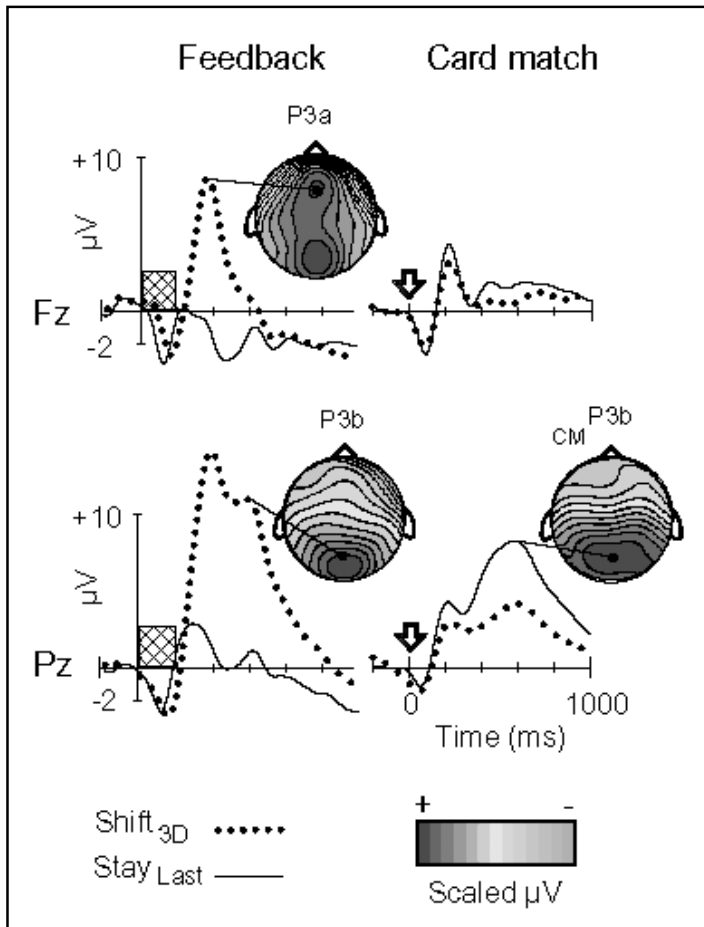 Feedback Card match
P3a
+10
µV
Fz
-2
P3b
CM P3b
+10
µV
Pz
-2
0 1000
Time (ms)
Shift 3D
Stay Last
+ -
Scaled µV